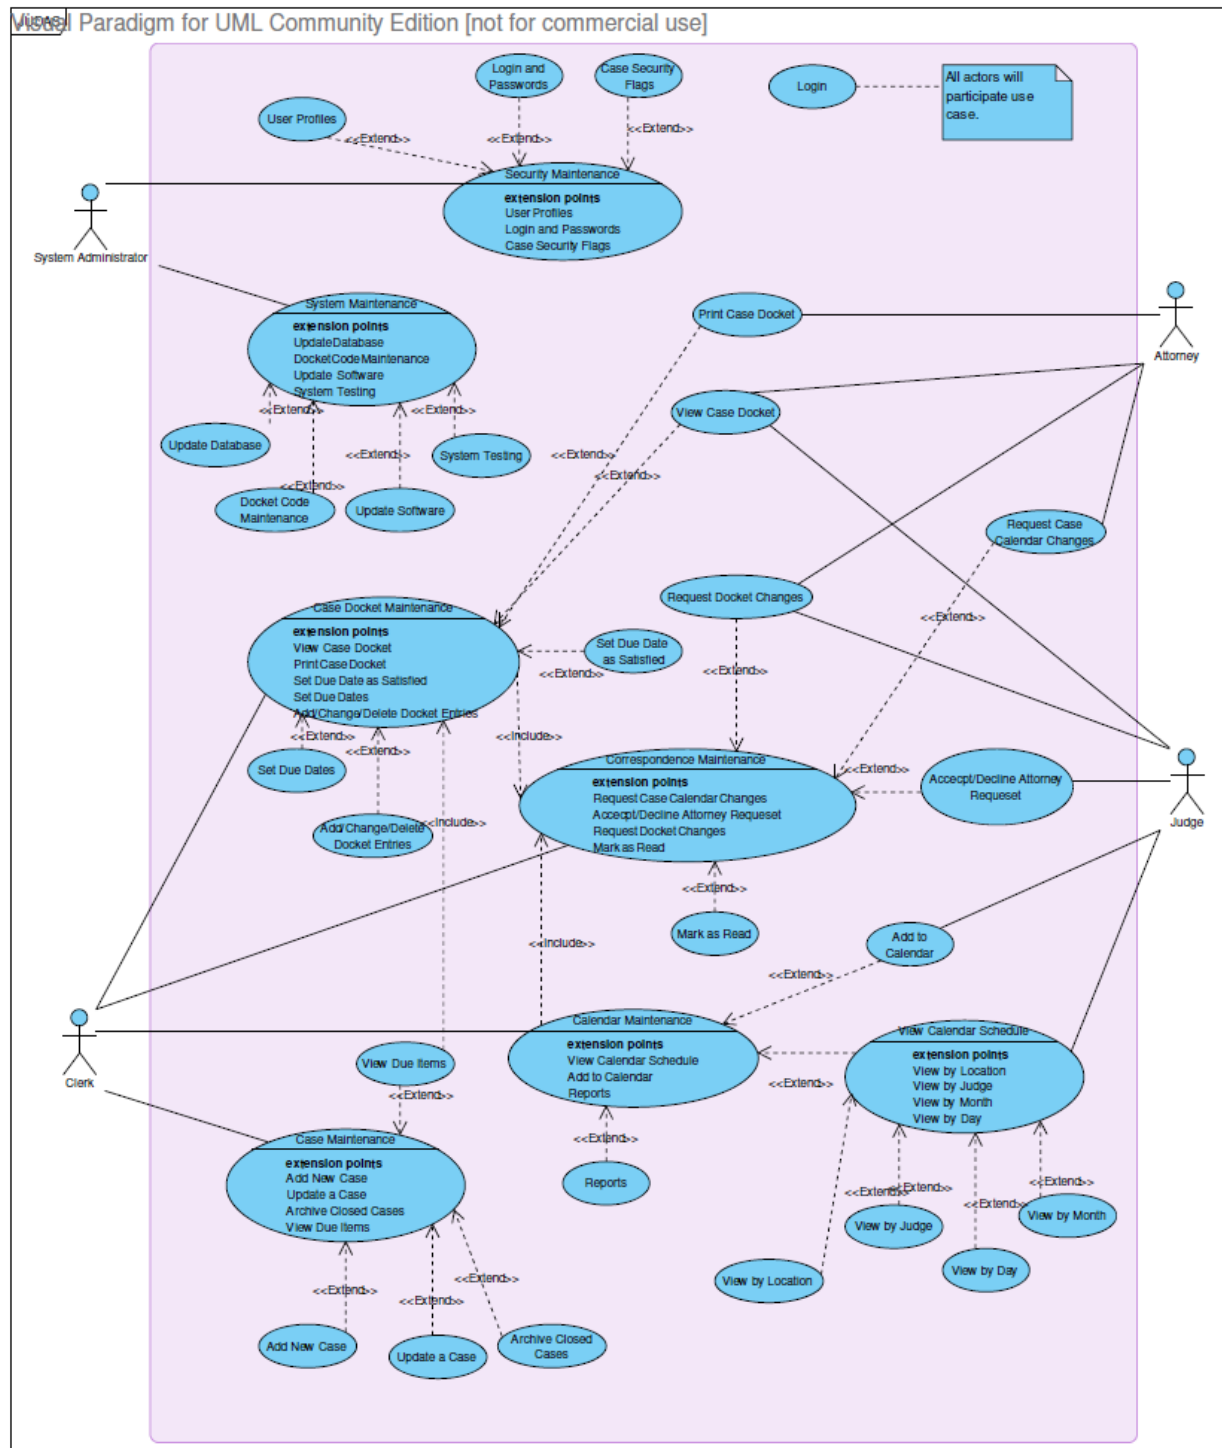 Visual Paradigm for UML Community Edition [not for commercial use]
JUDAS
Login and
Passwords
Case Security
Flags
Login
All actors will
participate use
case.
User Profiles
<<Extend>>
<<Extend>>
<<Extend>>
Security Maintenance
extension points
User Profiles
Login and Passwords
Case Security Flags
System Administrator
System Maintenance
extension points
UpdateDatabase
DocketCodeMaintenance
Update Software
System Testing
Print Case Docket
Attorney
<<Extend>>
<<Extend>>
View Case Docket
Update Database
<<Extend>>
System Testing
<<Extend>>
<<Extend>>
<<Extend>>
Docket Code
Maintenance
Update Software
Request Case
Calendar Changes
Request Docket Changes
Case Docket Maintenance
extension points
View Case Docket
PrintCaseDocket
Set Due Date as Satisfied
Set Due Dates
Add/Change/Delete Docket Entries
<<Extend>>
Set Due Date
as Satisfied
<<Extend>>
<<Extend>>
<<Extend>>
<<Extend>>
<<Include>>
Set Due Dates
Correspondence Maintenance
extension points
Request Case Calendar Changes
Accecpt/Decline Attorney Requeset
Request Docket Changes
Mark as Read
<<Extend>>
Accecpt/Decline Attorney
Requeset
Judge
Add/Change/Delete
Docket Entries
<<Include>>
<<Extend>>
Mark as Read
<<Include>>
Add to
Calendar
<<Extend>>
Clerk
Calendar Maintenance
extension points
View Calendar Schedule
Add to Calendar
Reports
View Calendar Schedule
extension points
View by Location
View by Judge
View by Month
View by Day
View Due Items
<<Extend>>
<<Extend>>
Case Maintenance
extension points
Add New Case
Update a Case
Archive Closed Cases
View Due Items
<<Extend>>
Reports
<<Extend>>
<<Extend>>
<<Extend>>
<<Extend>>
View by Judge
View by Month
View by Location
View by Day
<<Extend>>
<<Extend>>
<<Extend>>
Add New Case
Update a Case
Archive Closed
Cases